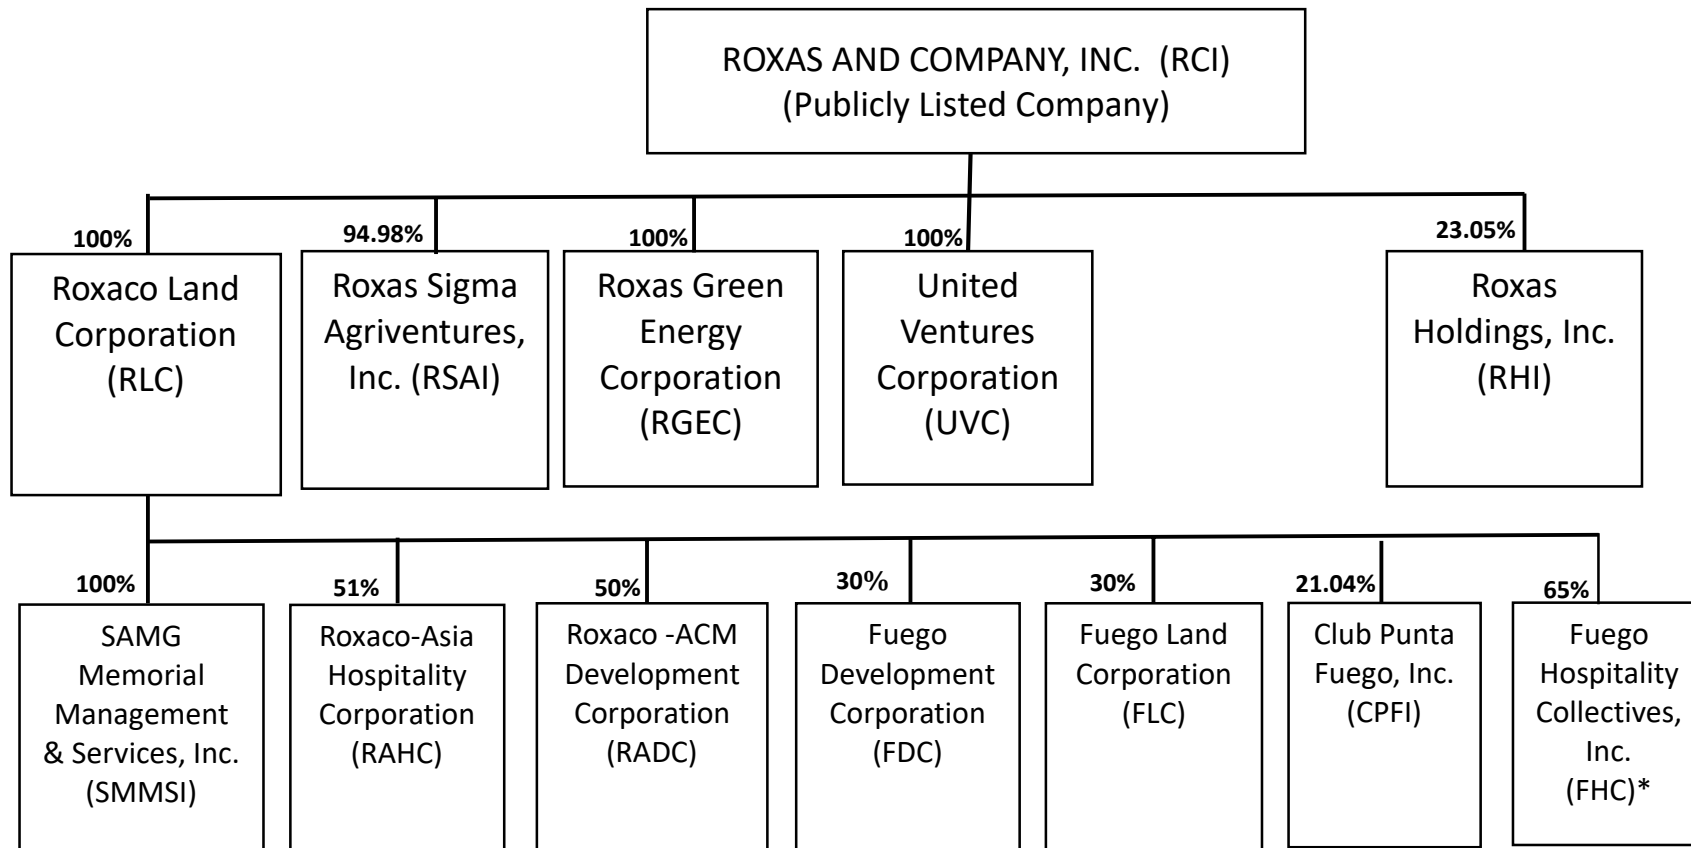 ROXAS AND COMPANY, INC. (RCI)
(Publicly Listed Company)
100%
94.98%
100%
100%
23.05%
Roxaco Land
Corporation
(RLC)
Roxas Sigma
Agriventures,
Inc. (RSAI)
Roxas Green
Energy
Corporation
(RGEC)
United
Ventures
Corporation
(UVC)
Roxas
Holdings, Inc.
(RHI)
100%
51%
50%
30%
30%
21.04%
65%
SAMG
Memorial
Management
& Services, Inc.
(SMMSI)
Roxaco-Asia
Hospitality
Corporation
(RAHC)
Roxaco -ACM
Development
Corporation
(RADC)
Fuego
Development
Corporation
(FDC)
Fuego Land
Corporation
(FLC)
Club Punta
Fuego, Inc.
(CPFI)
Fuego
Hospitality
Collectives,
Inc.
(FHC)*